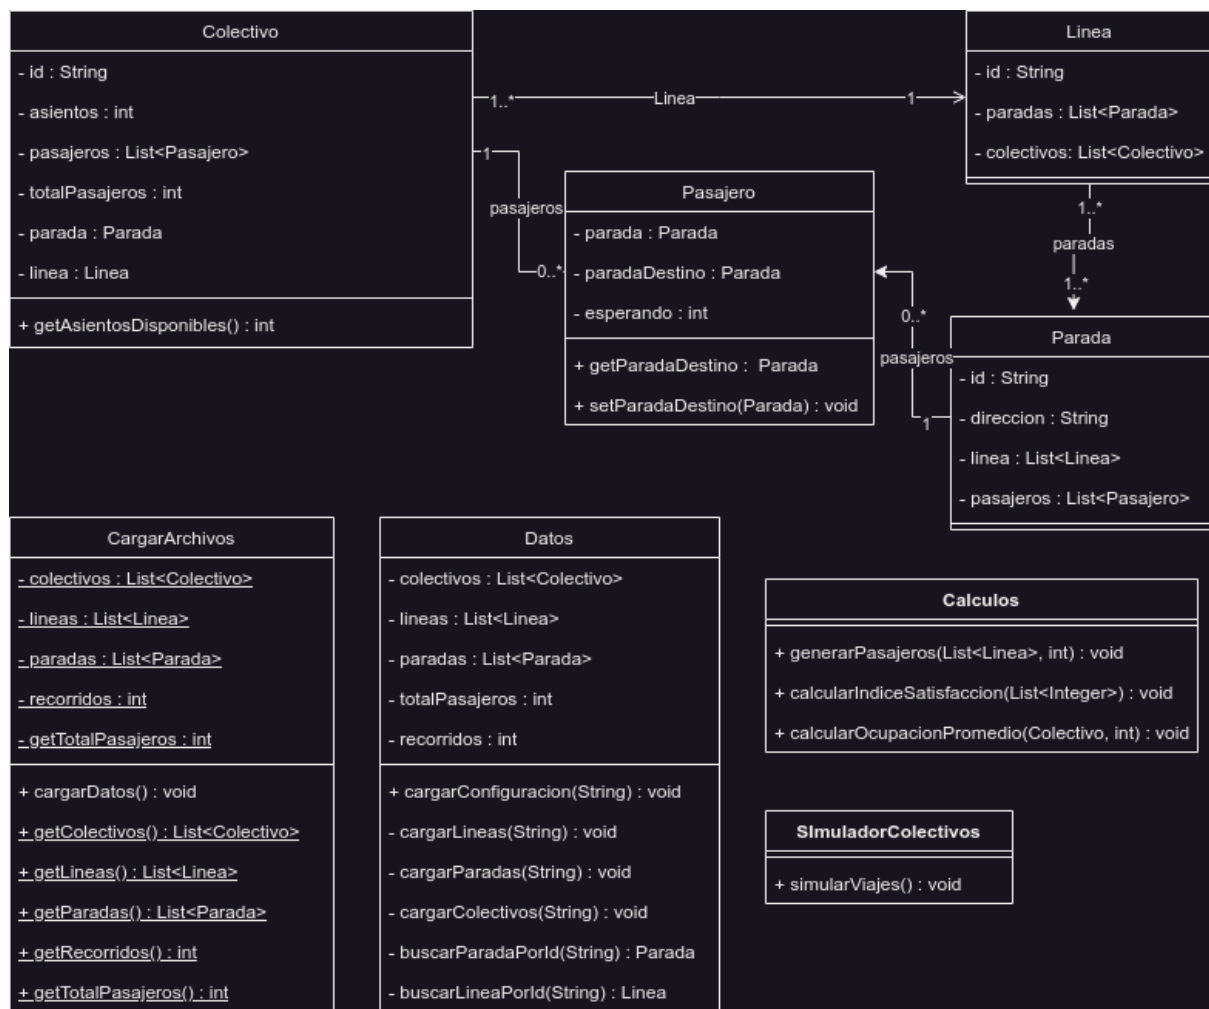 Colectivo
- id : String
- asientos : int
- pasajeros : List<Pasajero>
- totalPasajeros : int
- parada : Parada
- linea : Linea
+ getAsientosDisponibles() : int
1..*
Linea
1
1
pasajeros
0..*
Linea
- id : String
- paradas : List<Parada>
- colectivos: List<Colectivo>
1..*
paradas
1..*
Pasajero
- parada : Parada
- paradaDestino : Parada
- esperando : int
+ getParadaDestino : Parada
+ setParadaDestino(Parada) : void
0..*
pasajeros
1
Parada
- id : String
- direccion : String
- linea : List<Linea>
- pasajeros : List<Pasajero>
CargarArchivos
- colectivos : List<Colectivo>
- lineas : List<Linea>
- paradas : List<Parada>
- recorridos : int
- getTotalPasajeros : int
+ cargarDatos() : void
+ getColectivos() : List<Colectivo>
+ getLineas() : List<Linea>
+ getParadas() : List<Parada>
+ getRecorridos() : int
+ getTotalPasajeros() : int
Datos
- colectivos : List<Colectivo>
- lineas : List<Linea>
- paradas : List<Parada>
- totalPasajeros : int
- recorridos : int
+ cargarConfiguracion(String) : void
- cargarLineas(String) : void
- cargarParadas(String) : void
- cargarColectivos(String) : void
- buscarParadaPorId(String) : Parada
- buscarLineaPorId(String) : Linea
Calculos
+ generarPasajeros(List<Linea>, int) : void
+ calcularIndiceSatisfaccion(List<Integer>) : void
+ calcularOcupacionPromedio(Colectivo, int) : void
SImuladorColectivos
+ simularViajes() : void